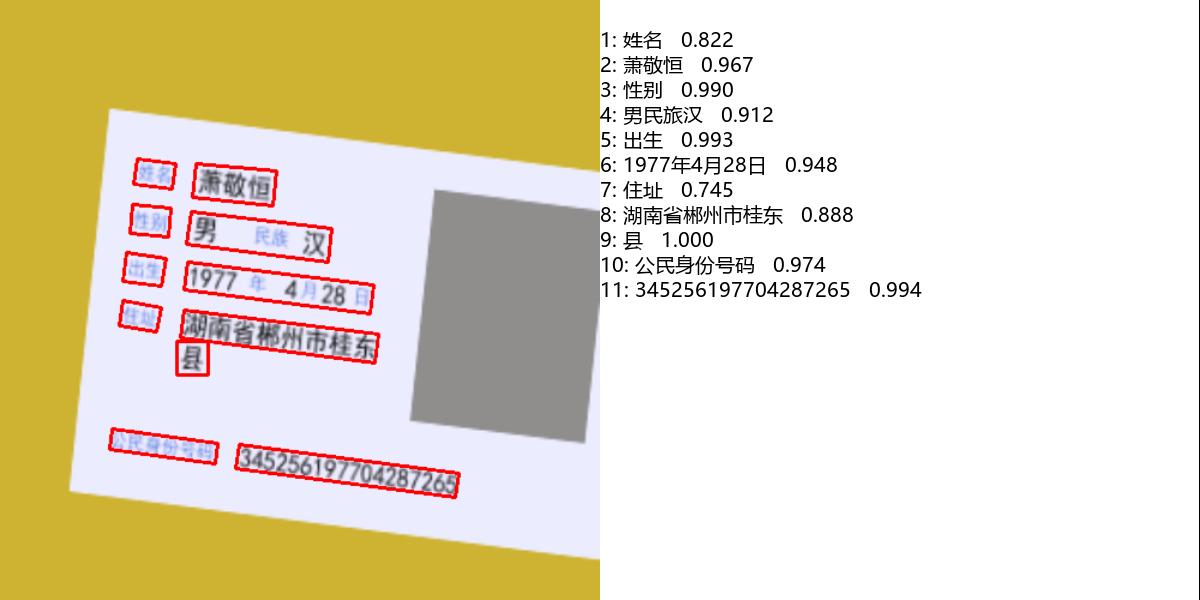 姓名 萧敬恒
性别 男 民族 汉
出生 1977 年 4 月 28 日
住址 湖南省郴州市桂东
县
公民身份号码 345256197704287265
1: 姓名 0.822
2: 萧敬恒 0.967
3: 性别 0.990
4: 男民旅汉 0.912
5: 出生 0.993
6: 1977年4月28日 0.948
7: 住址 0.745
8: 湖南省郴州市桂东 0.888
9: 县 1.000
10: 公民身份号码 0.974
11: 345256197704287265 0.994